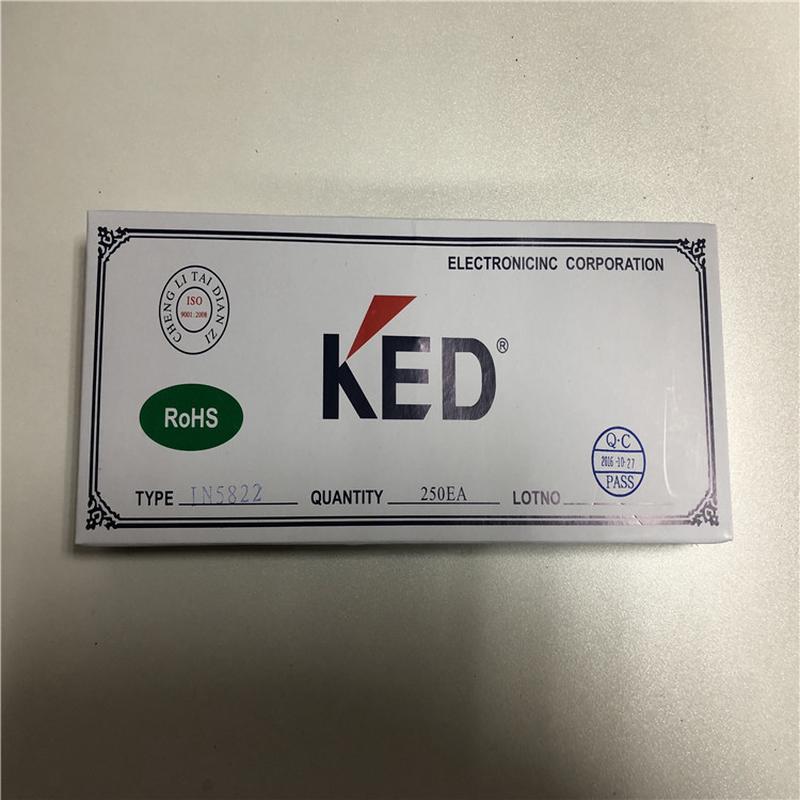 ELECTRONICINC CORPORATION
CHENG LI TAI DIAN ZI
ISO
9001:2008
KED®
RoHS
Q·C
2016-10-27
PASS
TYPE IN5822 QUANTITY 250EA LOTNO